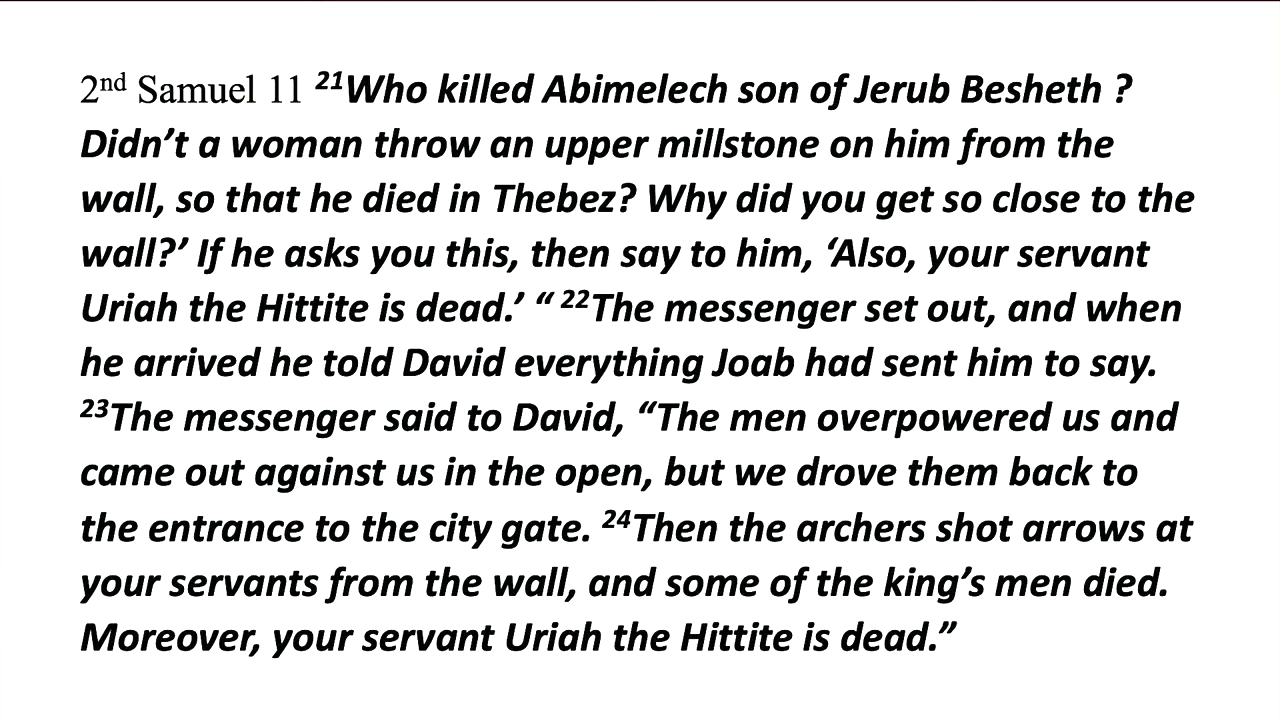 2nd Samuel 11 21Who killed Abimelech son of Jerub Besheth ?
Didn’t a woman throw an upper millstone on him from the
wall, so that he died in Thebez? Why did you get so close to the
wall?’ If he asks you this, then say to him, ‘Also, your servant
Uriah the Hittite is dead.’ “ 22The messenger set out, and when
he arrived he told David everything Joab had sent him to say.
23The messenger said to David, “The men overpowered us and
came out against us in the open, but we drove them back to
the entrance to the city gate. 24Then the archers shot arrows at
your servants from the wall, and some of the king’s men died.
Moreover, your servant Uriah the Hittite is dead.”